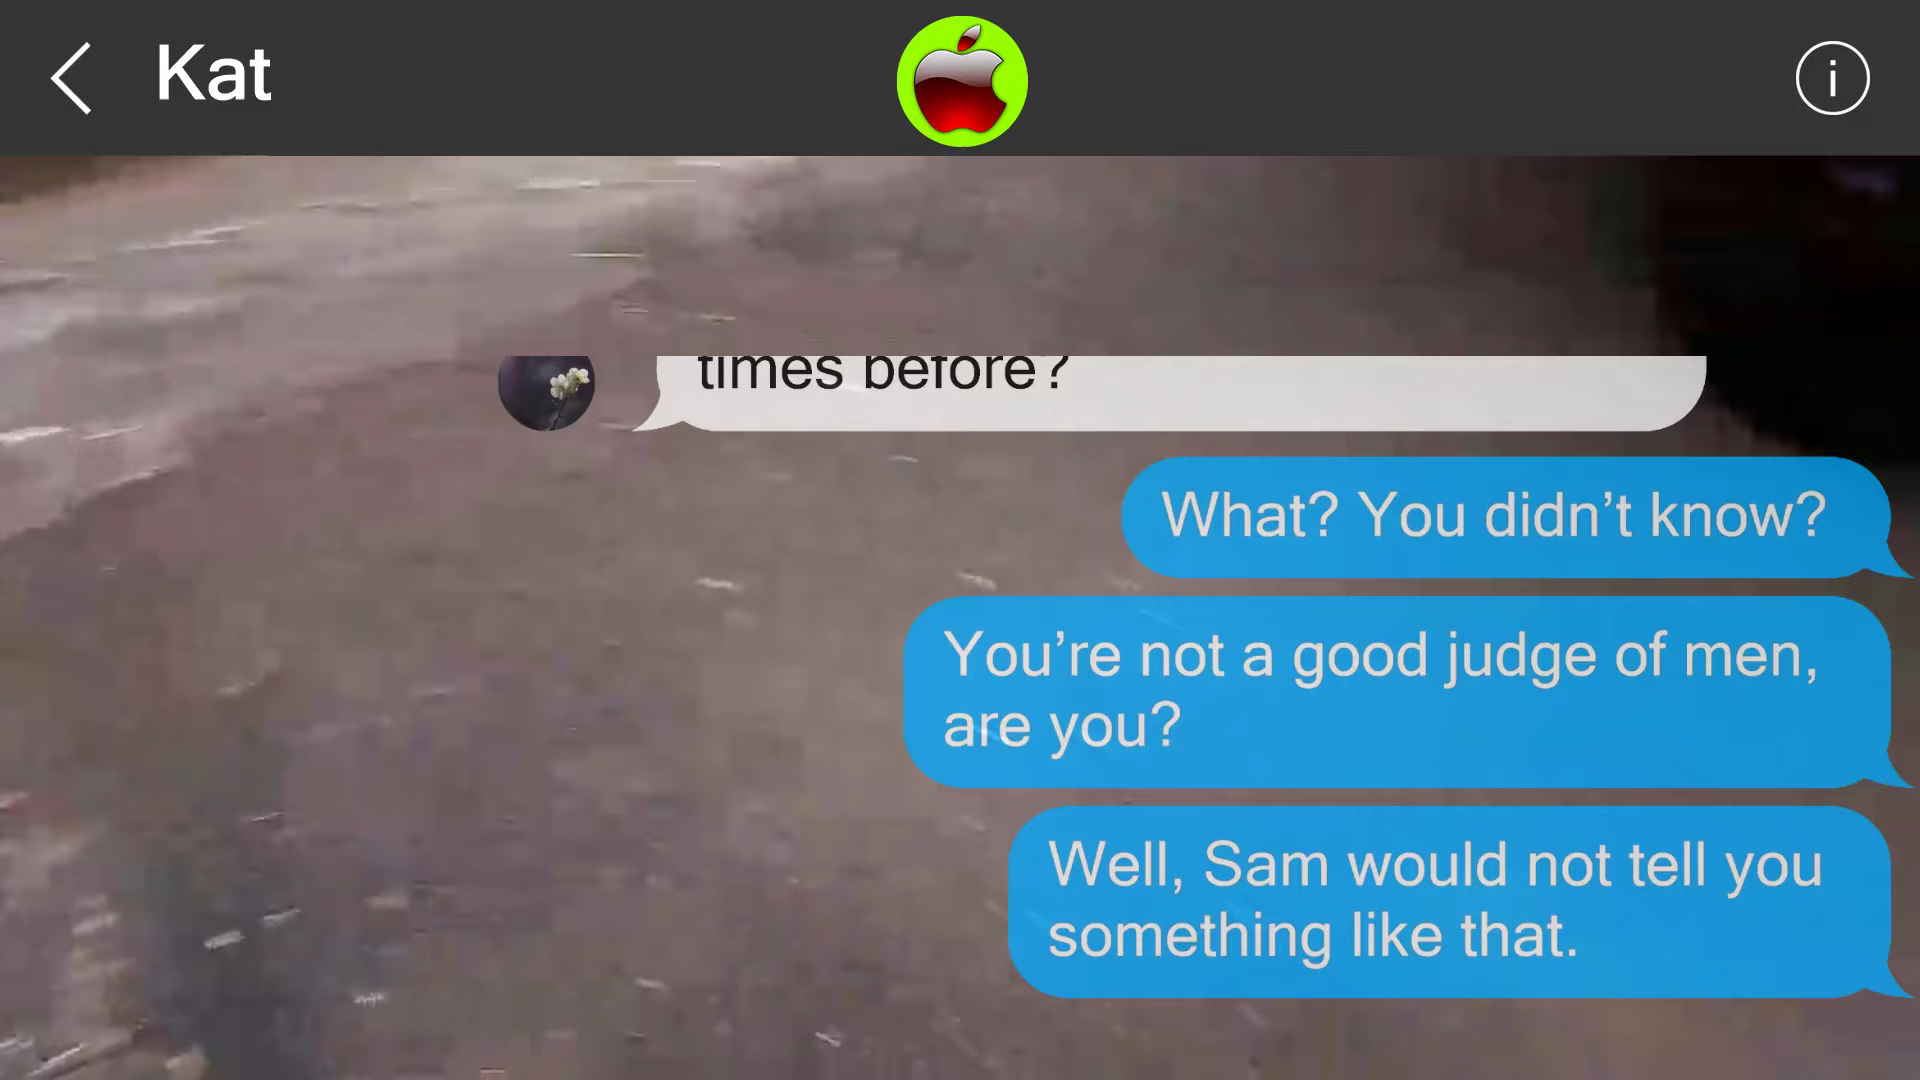 Kat
times before?
What? You didn’t know?
You’re not a good judge of men,
are you?
Well, Sam would not tell you
something like that.